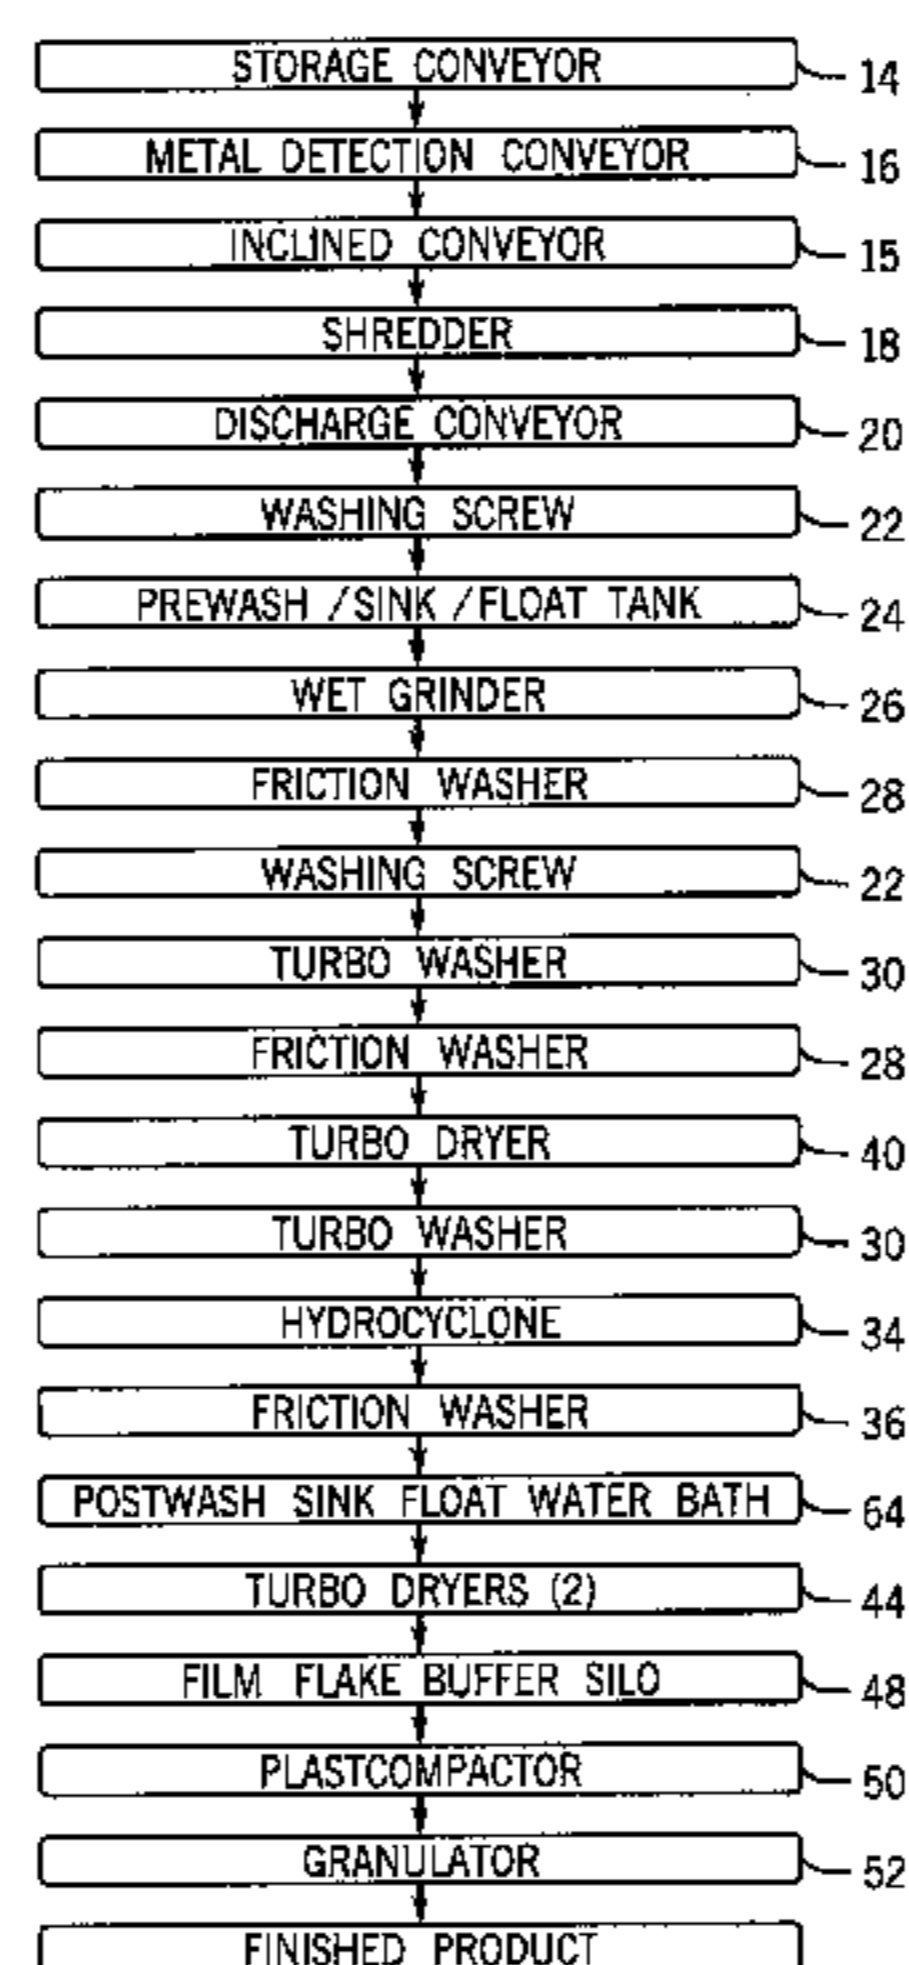 STORAGE CONVEYOR 14
METAL DETECTION CONVEYOR 16
INCLINED CONVEYOR 15
SHREDDER 18
DISCHARGE CONVEYOR 20
WASHING SCREW 22
PREWASH / SINK / FLOAT TANK 24
WET GRINDER 26
FRICTION WASHER 28
WASHING SCREW 22
TURBO WASHER 30
FRICTION WASHER 28
TURBO DRYER 40
TURBO WASHER 30
HYDROCYCLONE 34
FRICTION WASHER 36
POSTWASH SINK FLOAT WATER BATH 64
TURBO DRYERS (2) 44
FILM FLAKE BUFFER SILO 48
PLASTCOMPACTOR 50
GRANULATOR 52
FINISHED PRODUCT